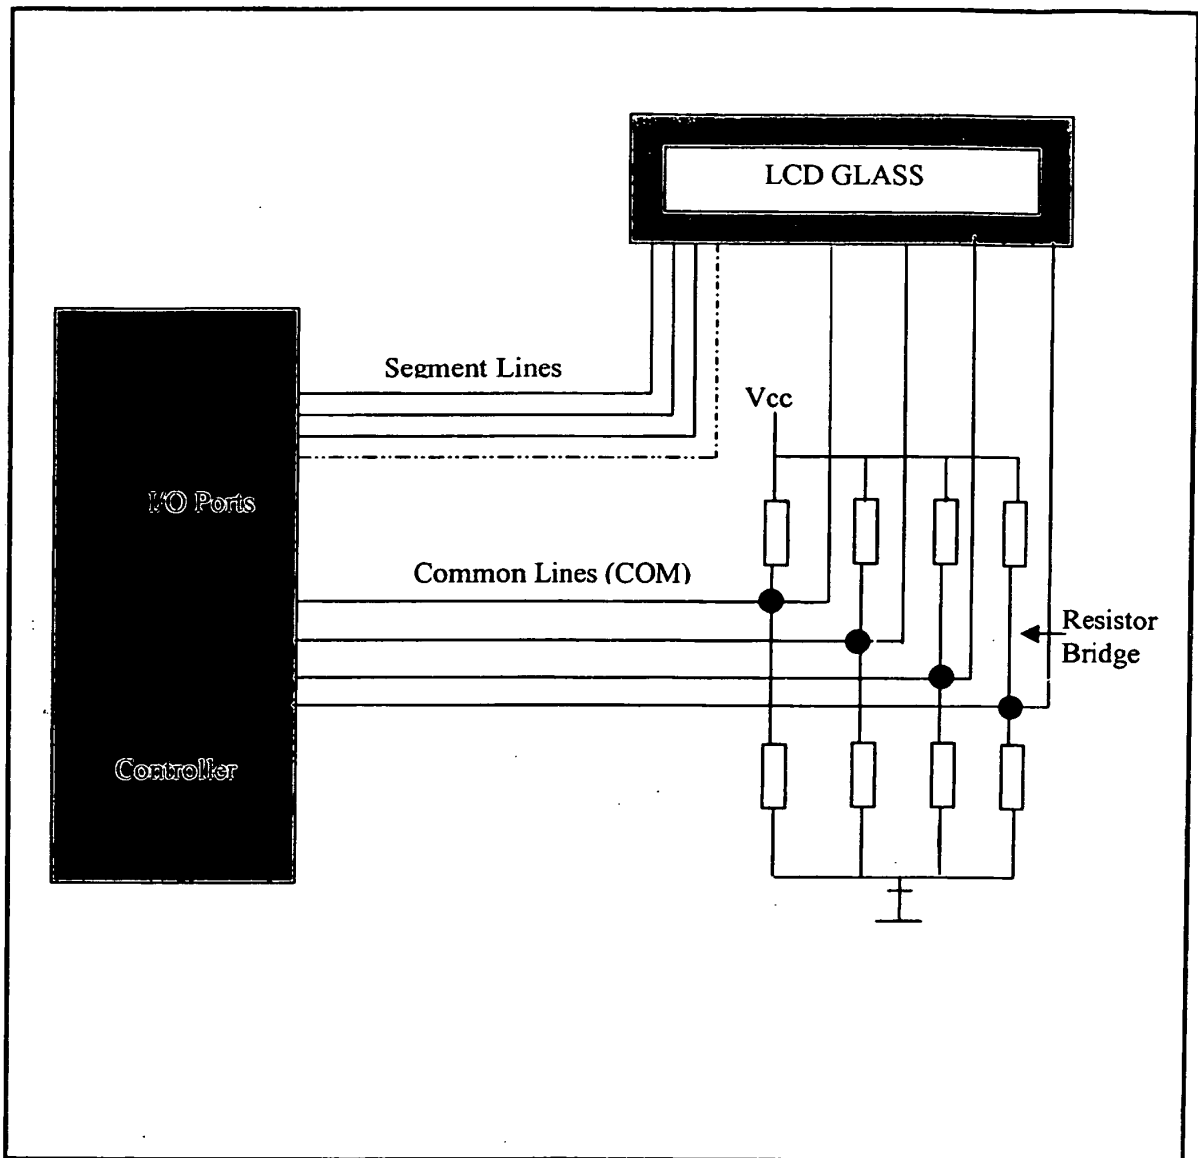 LCD GLASS
Segment Lines
Vcc
I/O Ports
Common Lines (COM)
Resistor
Bridge
Controller